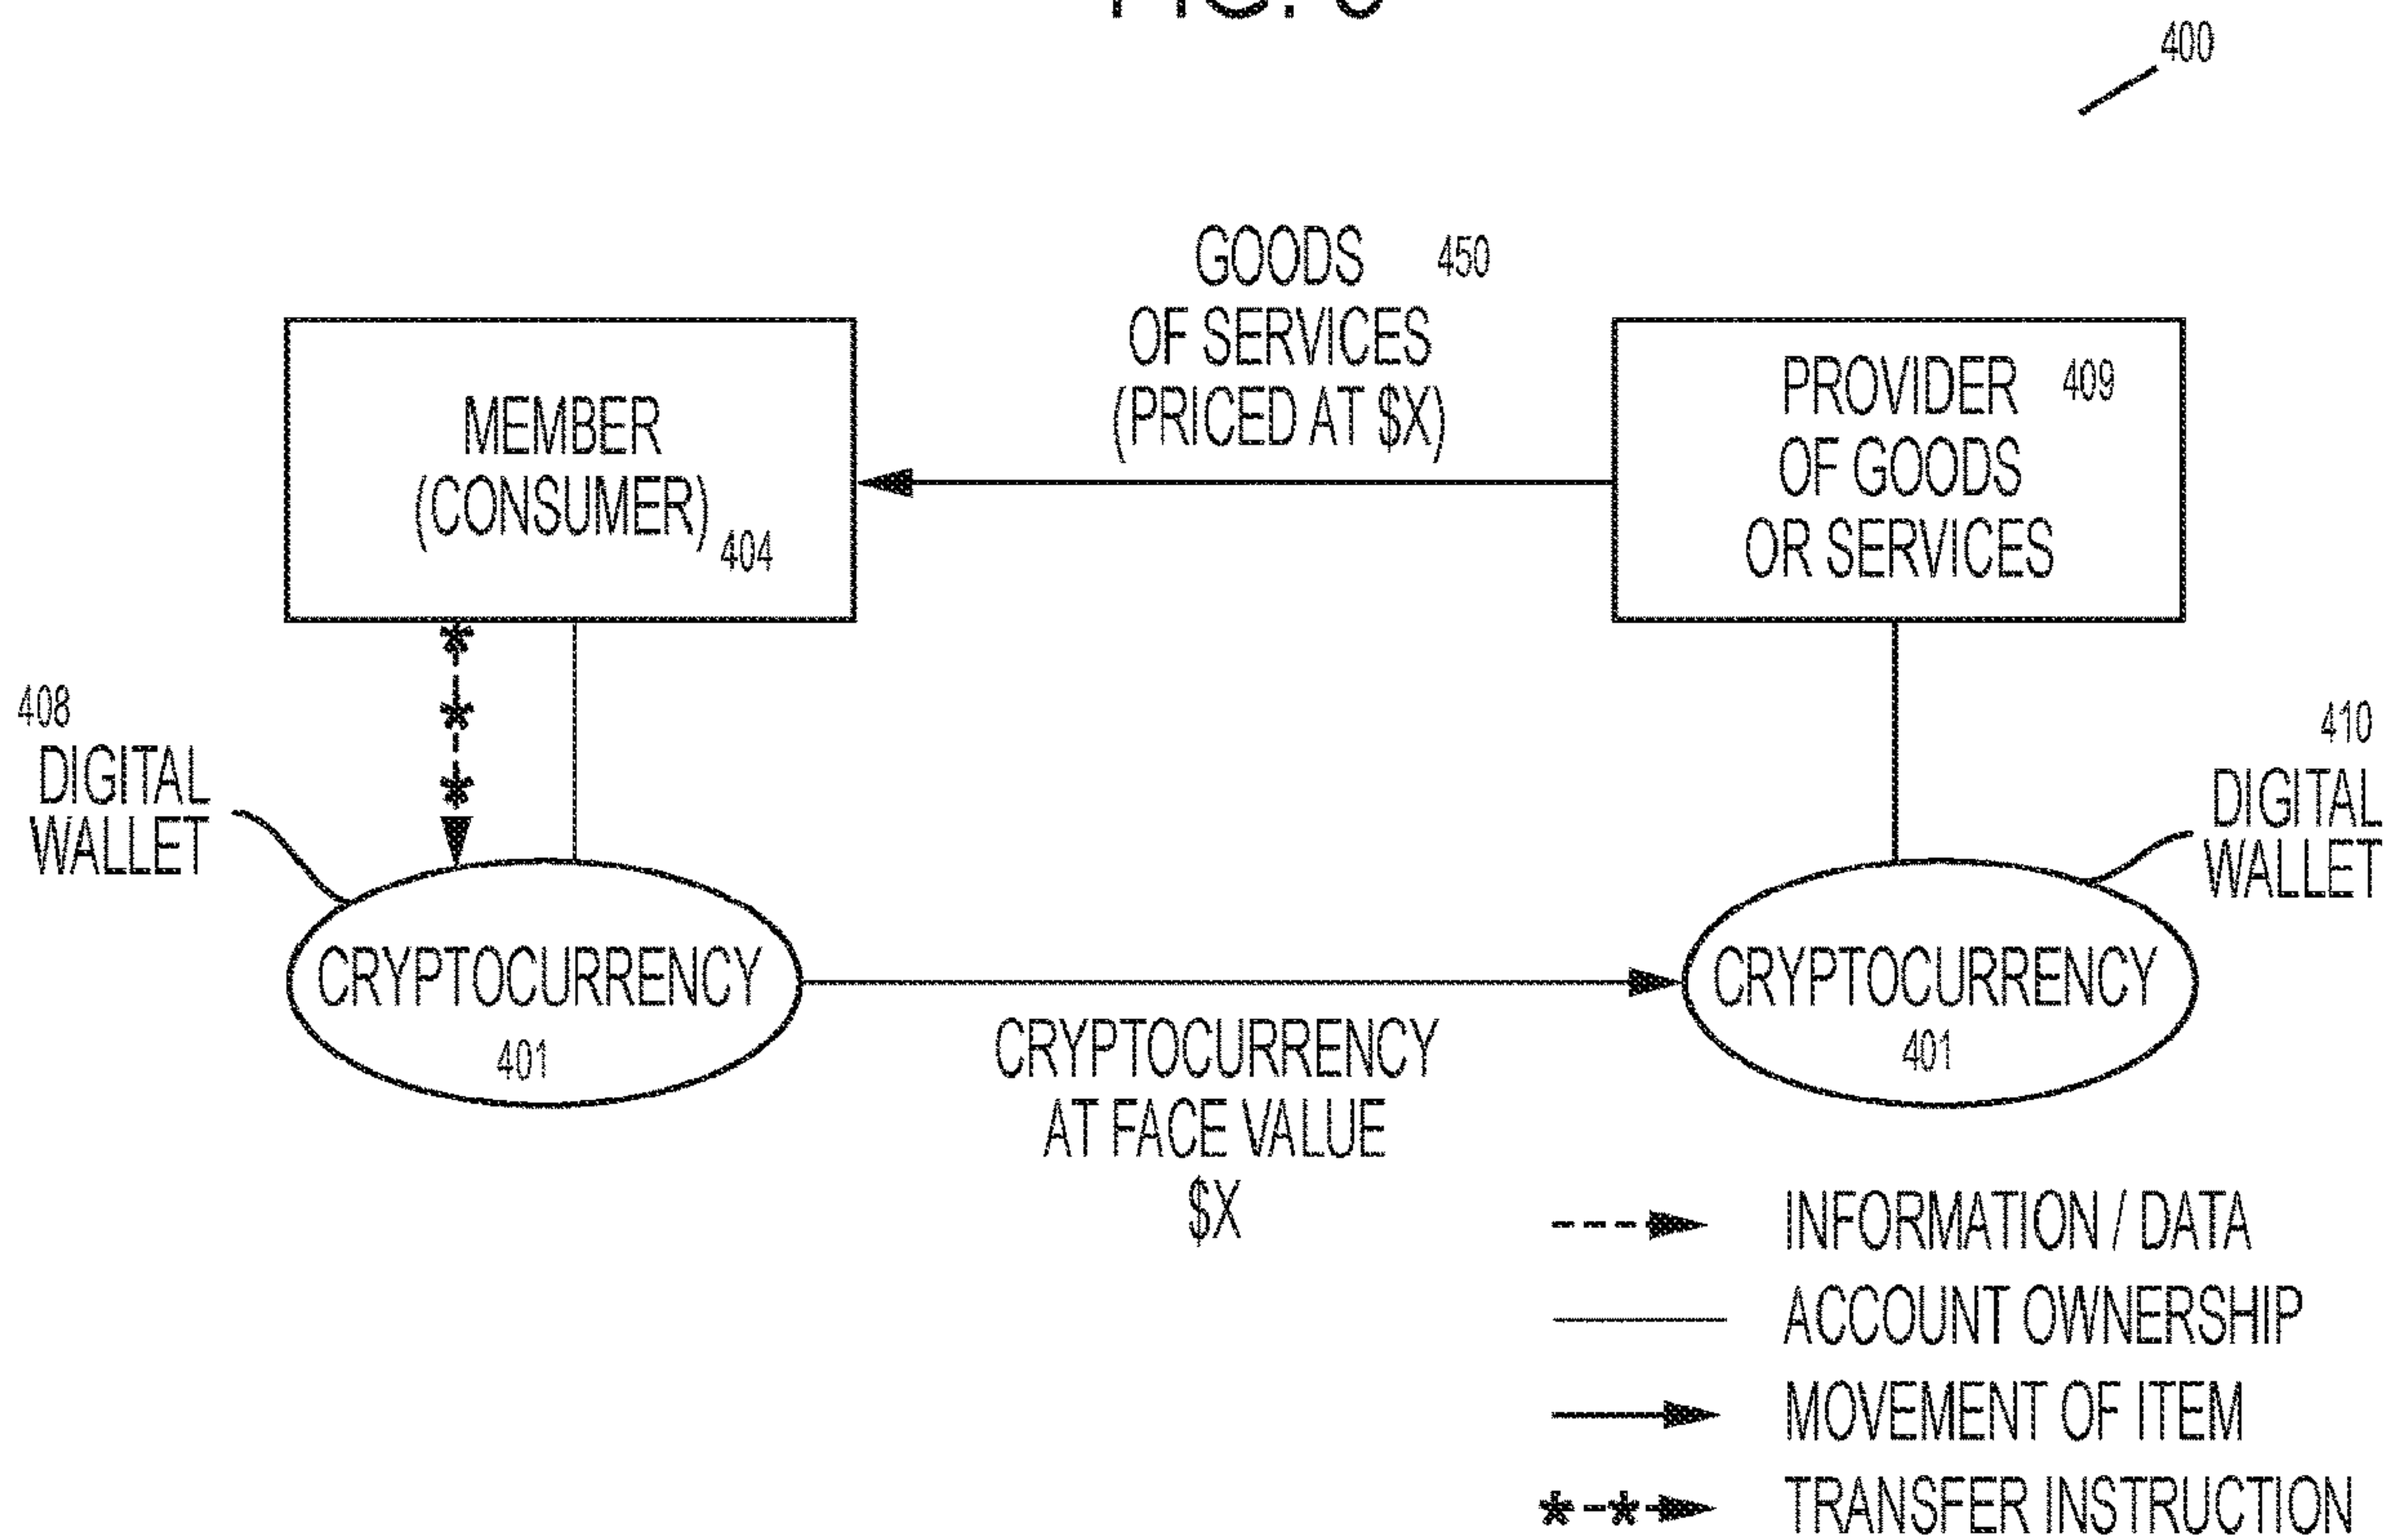 400
GOODS 450
OF SERVICES
(PRICED AT $X)
MEMBER
(CONSUMER) 404
PROVIDER 409
OF GOODS
OR SERVICES
408
DIGITAL
WALLET
410
DIGITAL
WALLET
CRYPTOCURRENCY
401
CRYPTOCURRENCY
AT FACE VALUE
$X
CRYPTOCURRENCY
401
INFORMATION / DATA
ACCOUNT OWNERSHIP
MOVEMENT OF ITEM
TRANSFER INSTRUCTION